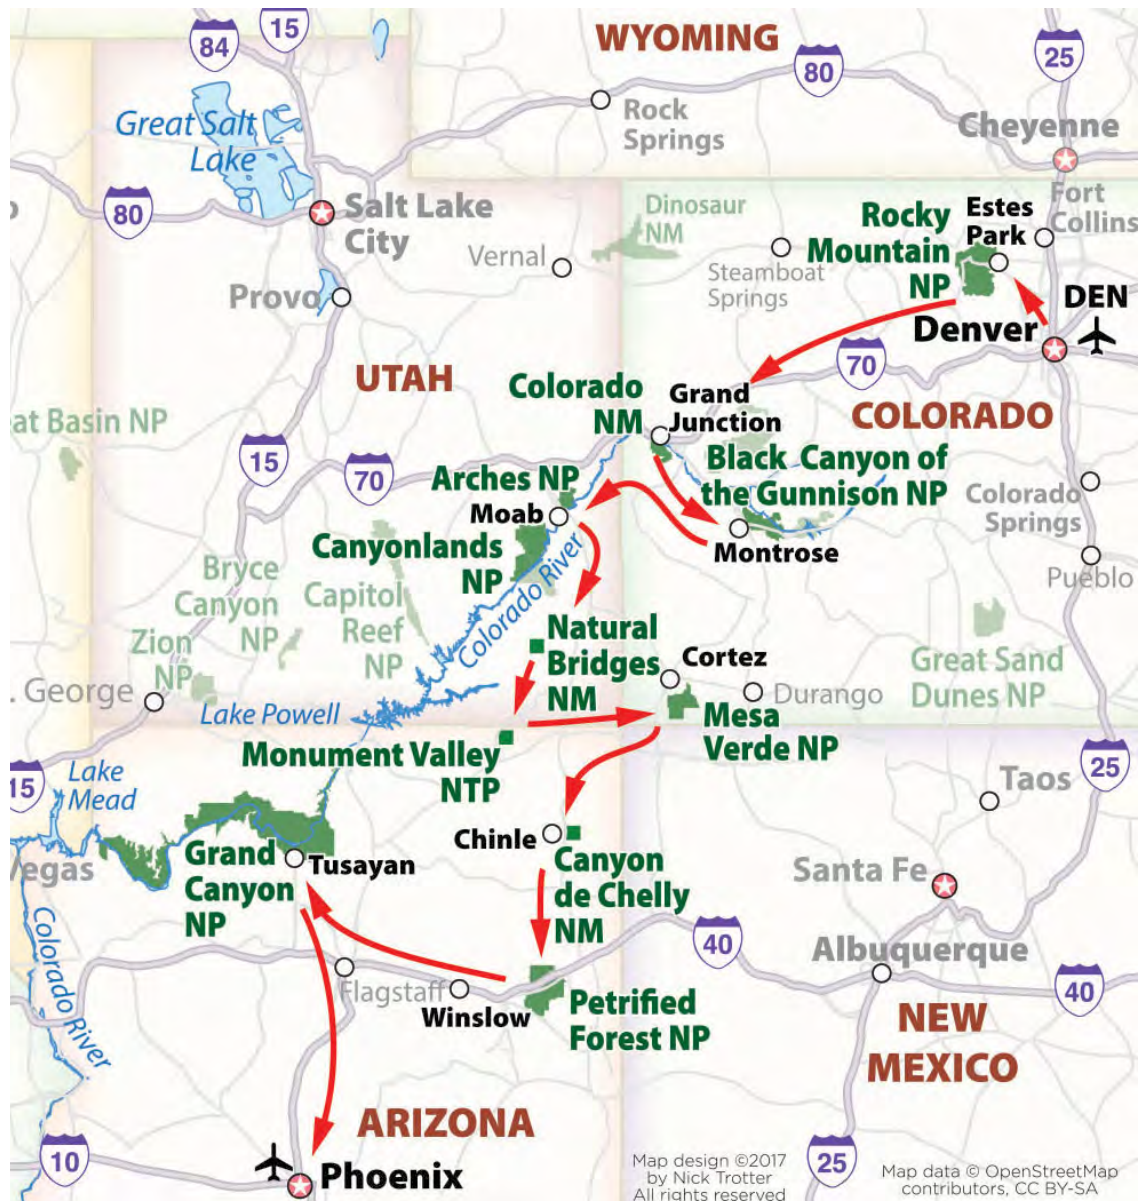 15
84
WYOMING
80
25
Rock
Springs
Cheyenne
Great Salt
Lake
80
Salt Lake
City
Vernal
Dinosaur
NM
Steamboat
Springs
Rocky
Mountain
NP
Estes
Park
Fort
Collins
Provo
DEN
Denver
70
UTAH
Colorado
NM
Grand
Junction
COLORADO
at Basin NP
15
70
Arches NP
Moab
Black Canyon of
the Gunnison NP
Montrose
Colorado
Springs
Pueblo
Canyonlands
NP
Colorado River
Bryce
Canyon
NP
Capitol
Reef
NP
Zion
NP
Natural
Bridges
NM
Cortez
Durango
Great Sand
Dunes NP
. George
Lake Powell
Mesa
Verde NP
Monument Valley
NTP
Lake
Mead
15
25
Taos
Chinle
Canyon
de Chelly
NM
Grand
Canyon
NP
Tusayan
Vegas
Santa Fe
Colorado River
40
Albuquerque
40
Flagstaff
Winslow
Petrified
Forest NP
NEW
MEXICO
ARIZONA
10
Phoenix
25
Map design ©2017
by Nick Trotter
All rights reserved
Map data © OpenStreetMap
contributors, CC BY-SA